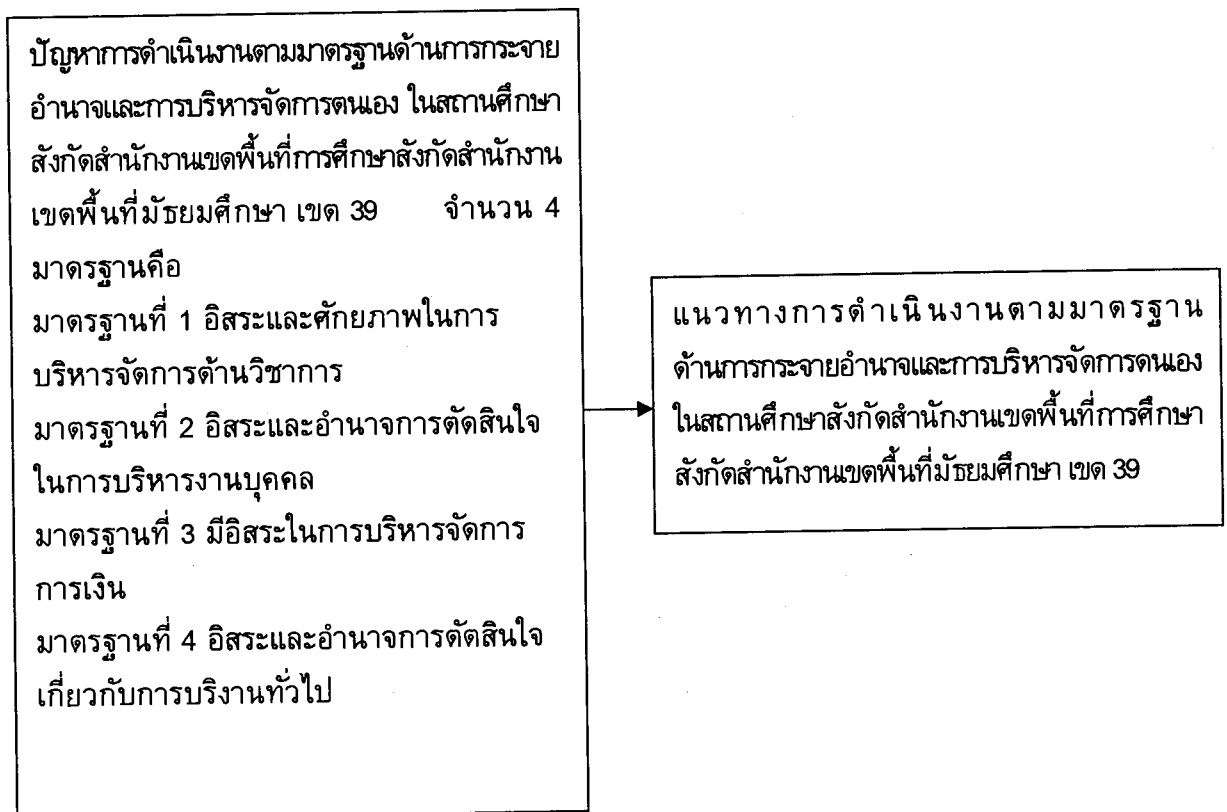 ปัญหาการดำเนินงานตามมาตรฐานด้านการกระจาย
อำนาจและการบริหารจัดการตนเอง ในสถานศึกษา
สังกัดสำนักงานเขตพื้นที่การศึกษาสังกัดสำนักงาน
เขตพื้นที่มัธยมศึกษา เขต 39 จำนวน 4
มาตรฐานคือ
มาตรฐานที่ 1 อิสระและศักยภาพในการ
บริหารจัดการด้านวิชาการ
มาตรฐานที่ 2 อิสระและอำนาจการตัดสินใจ
ในการบริหารงานบุคคล
มาตรฐานที่ 3 มีอิสระในการบริหารจัดการ
การเงิน
มาตรฐานที่ 4 อิสระและอำนาจการตัดสินใจ
เกี่ยวกับการบริงานทั่วไป
แนวทางการดำเนินงานตามมาตรฐาน
ด้านการกระจายอำนาจและการบริหารจัดการตนเอง
ในสถานศึกษาสังกัดสำนักงานเขตพื้นที่การศึกษา
สังกัดสำนักงานเขตพื้นที่มัธยมศึกษา เขต 39